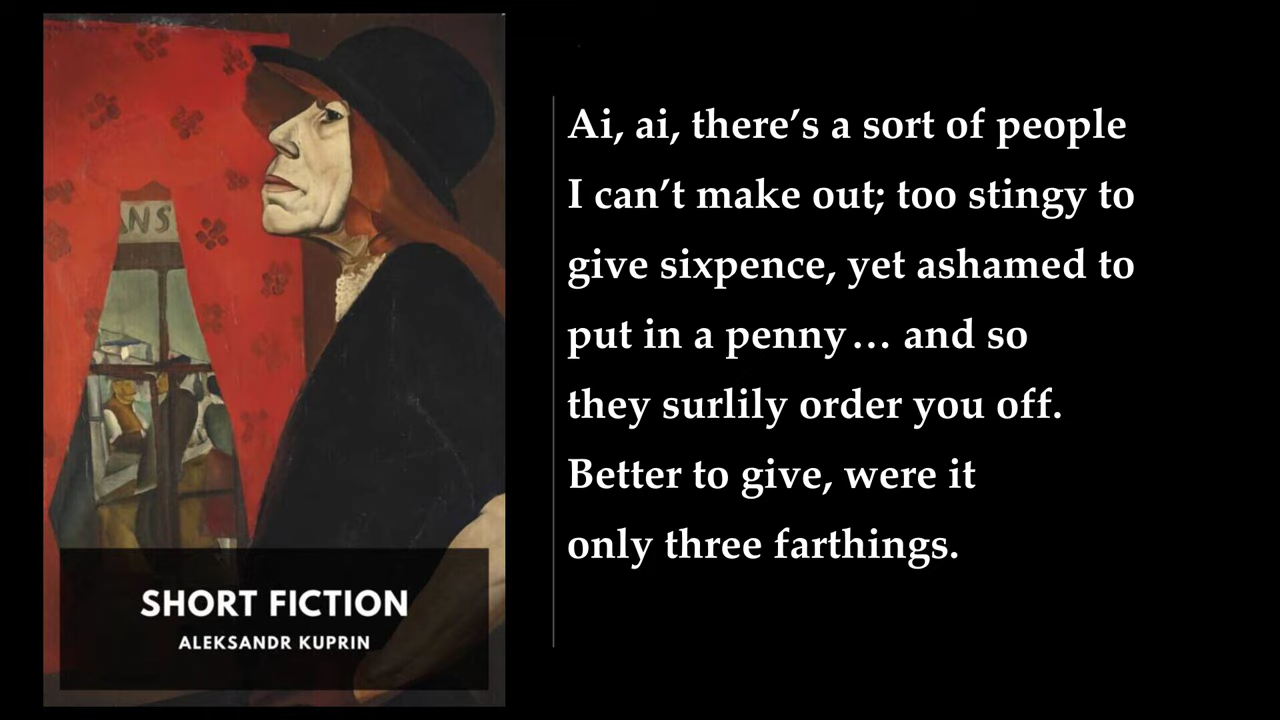 ANS
SHORT FICTION
ALEKSANDR KUPRIN
Ai, ai, there’s a sort of people
I can’t make out; too stingy to
give sixpence, yet ashamed to
put in a penny… and so
they surlily order you off.
Better to give, were it
only three farthings.